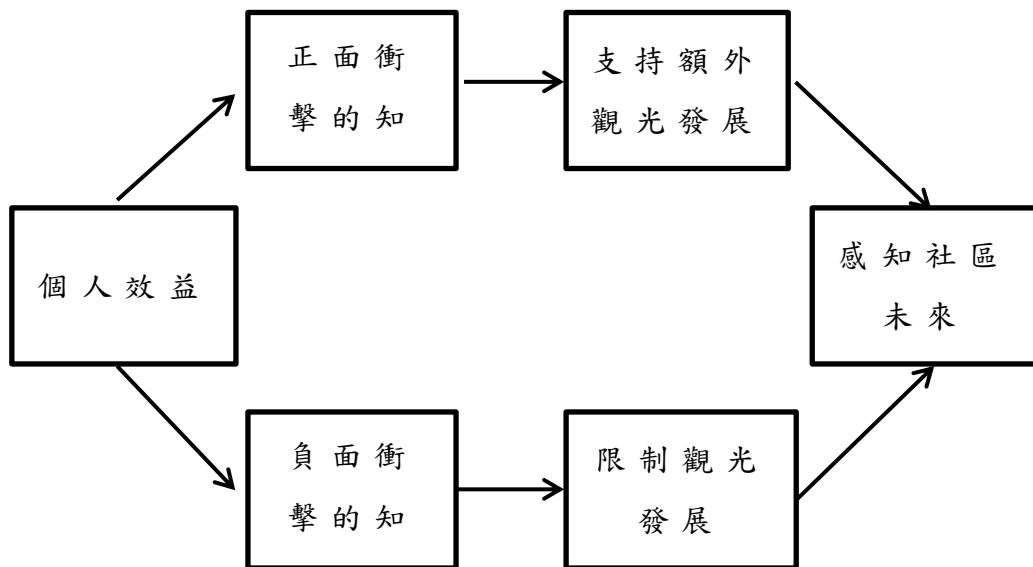 正面衝
擊的知
支持額外
觀光發展
個人效益
感知社區
未來
負面衝
擊的知
限制觀光
發展